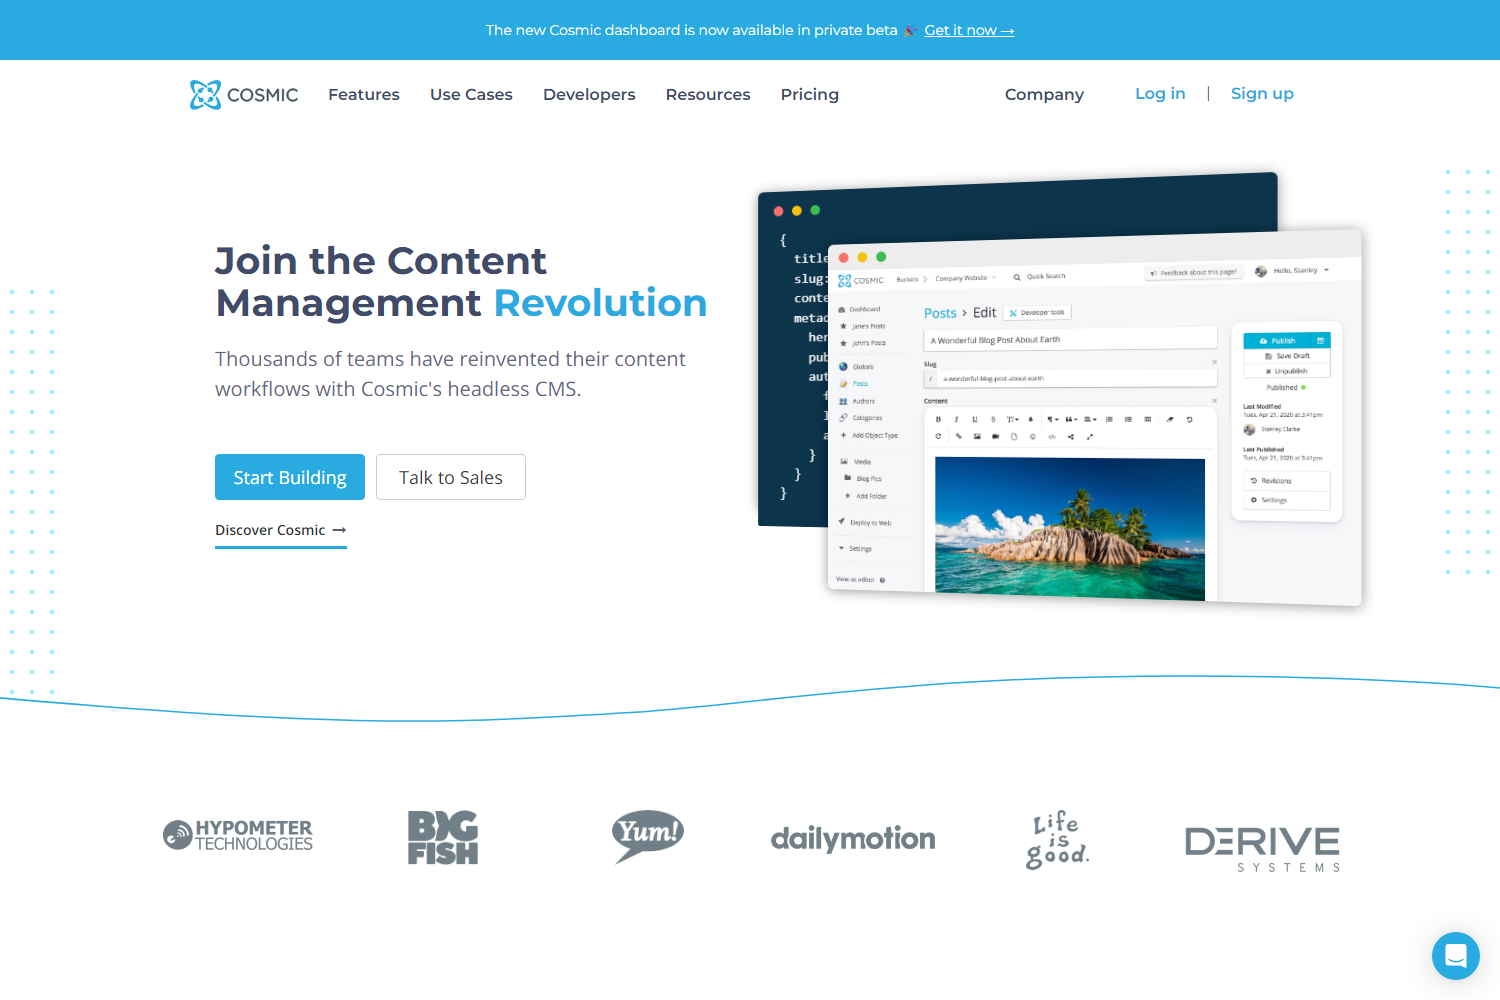 The new Cosmic dashboard is now available in private beta 🎉 Get it now →
COSMIC Features Use Cases Developers Resources Pricing Company Log in | Sign up
Join the Content
Management Revolution
Thousands of teams have reinvented their content
workflows with Cosmic's headless CMS.
Start Building Talk to Sales
Discover Cosmic →
{
title
slug:
conte
metad
her
pub
aut
f
l
a
}
}
}
COSMIC Buckets > Company Website Quick Search Feedback about this page? Hello, Stanley
Dashboard
Jane's Posts
John's Posts
Globals
Posts
Authors
Categories
+ Add Object Type
Media
Blog Pics
+ Add Folder
Deploy to Web
Settings
View as editor
Posts > Edit Developer tools
A Wonderful Blog Post About Earth
Slug
/ a-wonderful-blog-post-about-earth
Content
Publish
Save Draft
Unpublish
Published
Last Modified
Tues, Apr 21, 2020 at 3:41pm
Stanley Clarke
Last Published
Tues, Apr 21, 2020 at 3:41pm
Revisions
Settings
HYPOMETER
TECHNOLOGIES
BIG
FISH
Yum!
dailymotion
Life
is
good.
DERIVE
SYSTEMS